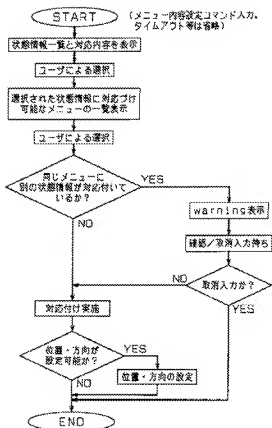 START
(メニュー内容設定コマンド入力、
タイムアウト等は省略)
状態情報一覧と対応内容を表示
ユーザによる選択
選択された状態情報に対応づけ
可能なメニューの一覧表示
ユーザによる選択
同じメニューに
別の状態情報が対応付いて
いるか?
YES
NO
warning表示
確認/取消入力待ち
NO
取消入力か?
YES
対応付け実施
位置・方向が
設定可能か?
YES
NO
位置・方向の設定
END